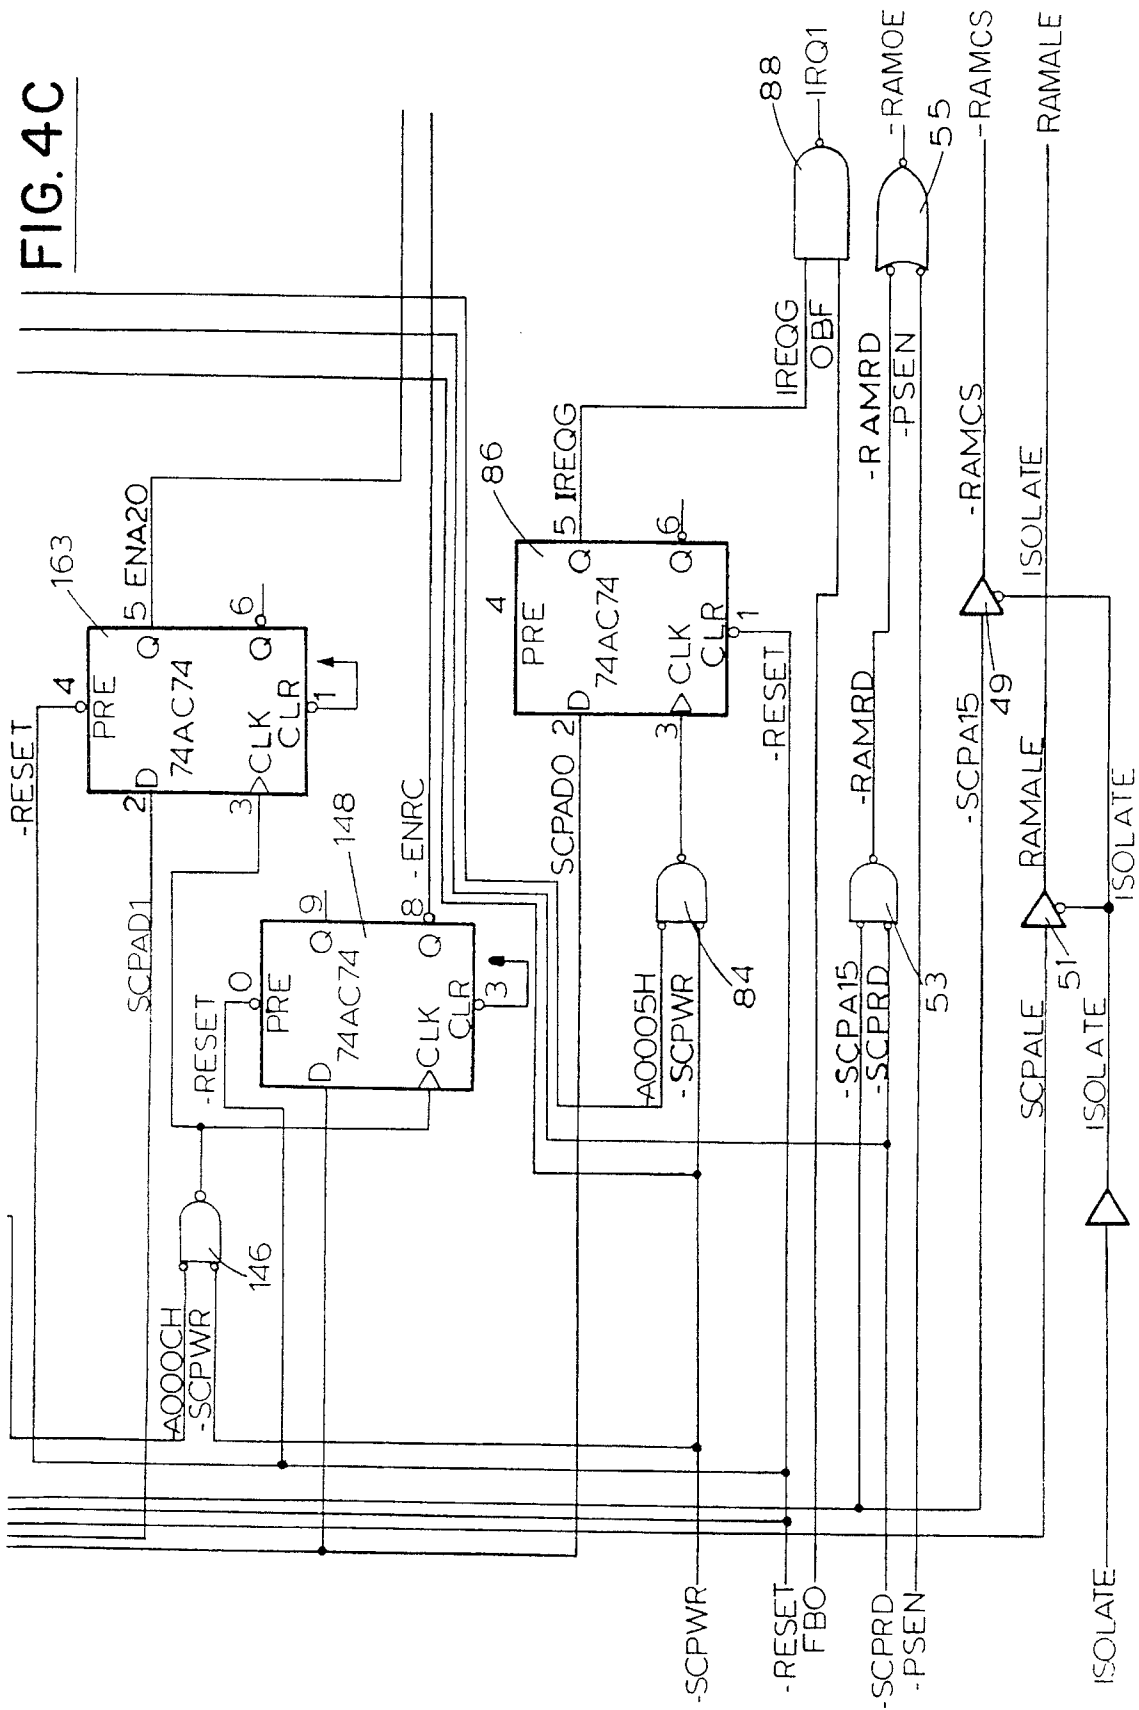 FIG. 4C
-RESET
4
PRE
163
2
D
Q
5
ENA20
SCPAD1
74AC74
3
CLK
Q
6
CLR
1
-RESET
0
PRE
D
Q
9
148
74AC74
CLK
Q
8
-ENRC
CLR
3
A000CH
-SCPWR
146
4
PRE
86
SCPAD0
2
D
Q
5
IREQG
74AC74
3
CLK
Q
6
CLR
1
-RESET
A0005H
-SCPWR
84
IREQG
OBF
88
IRQ1
-SCPA15
-SCPRD
53
-RAMRD
-RAMRD
-PSEN
55
-RAMOE
-SCPA15
49
-RAMCS
-RAMCS
SCPALE
51
RAMALE
ISOLATE
RAMALE
ISOLATE
ISOLATE
ISOLATE
-SCPWR
-RESET
FBO
-SCPRD
-PSEN